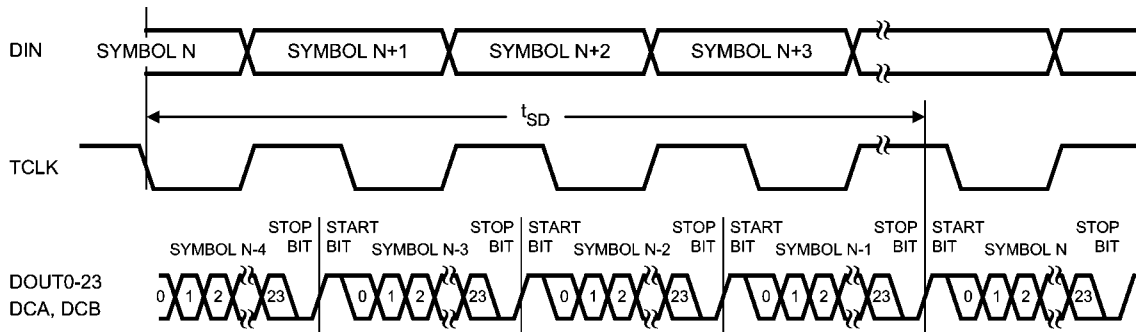 DIN SYMBOL N SYMBOL N+1 SYMBOL N+2 SYMBOL N+3
tSD
TCLK
STOP BIT START BIT STOP BIT START BIT STOP BIT START BIT STOP BIT START BIT STOP BIT
SYMBOL N-4 SYMBOL N-3 SYMBOL N-2 SYMBOL N-1 SYMBOL N
DOUT0-23
DCA, DCB
0 1 2 23 0 1 2 23 0 1 2 23 0 1 2 23 0 1 2 23